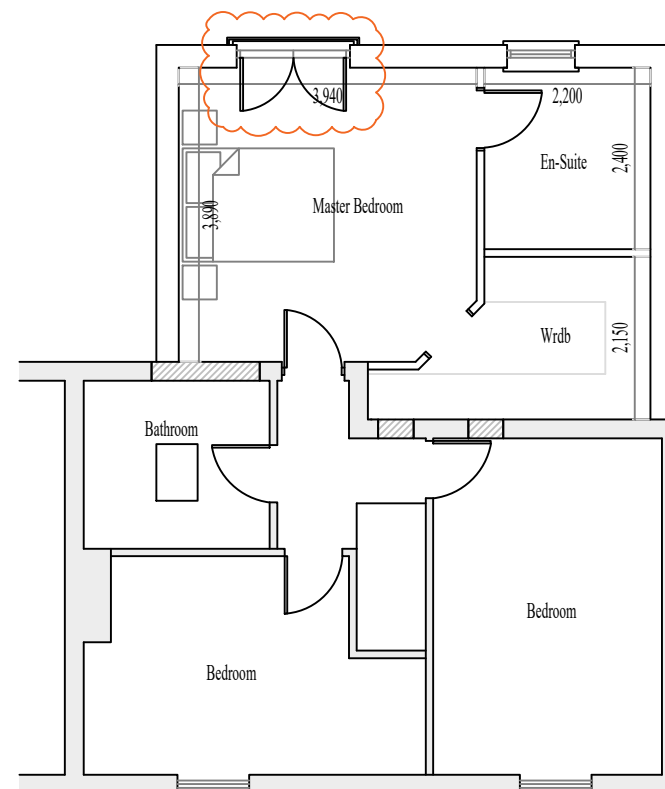 3,940
2,200
En-Suite
2,400
Master Bedroom
3,890
Wrdb
2,150
Bathroom
Bedroom
Bedroom